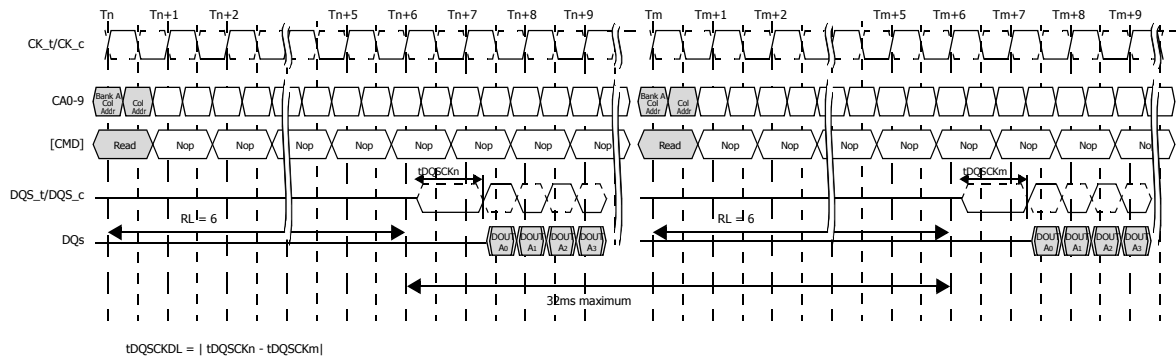 Tn Tn+1 Tn+2 Tn+5 Tn+6 Tn+7 Tn+8 Tn+9 Tm Tm+1 Tm+2 Tm+5 Tm+6 Tm+7 Tm+8 Tm+9
CK_t/CK_c
CA0-9 Bank A Col Addr Col Addr Bank A Col Addr Col Addr
[CMD] Read Nop Nop Nop Nop Nop Nop Nop Read Nop Nop Nop Nop Nop Nop Nop
tDQSCKn tDQSCKm
DQS_t/DQS_c
RL = 6 RL = 6
DQs DOUT A0 DOUT A1 DOUT A2 DOUT A3 DOUT A0 DOUT A1 DOUT A2 DOUT A3
32ms maximum
tDQSCKDL = | tDQSCKn - tDQSCKm|